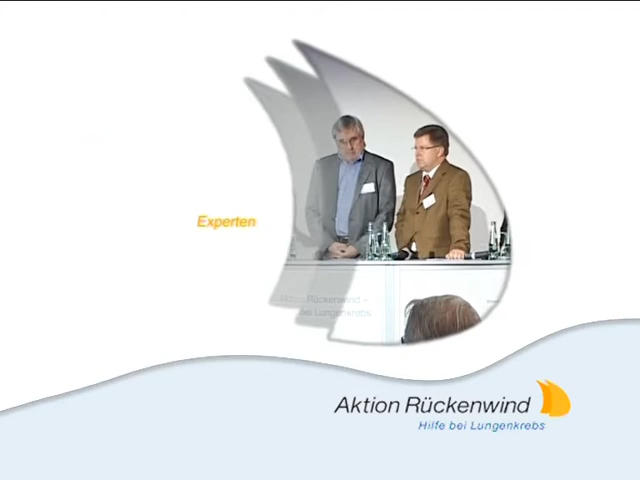 Experten
Aktion Rückenwind –
bei Lungenkrebs
Aktion Rückenwind
Hilfe bei Lungenkrebs